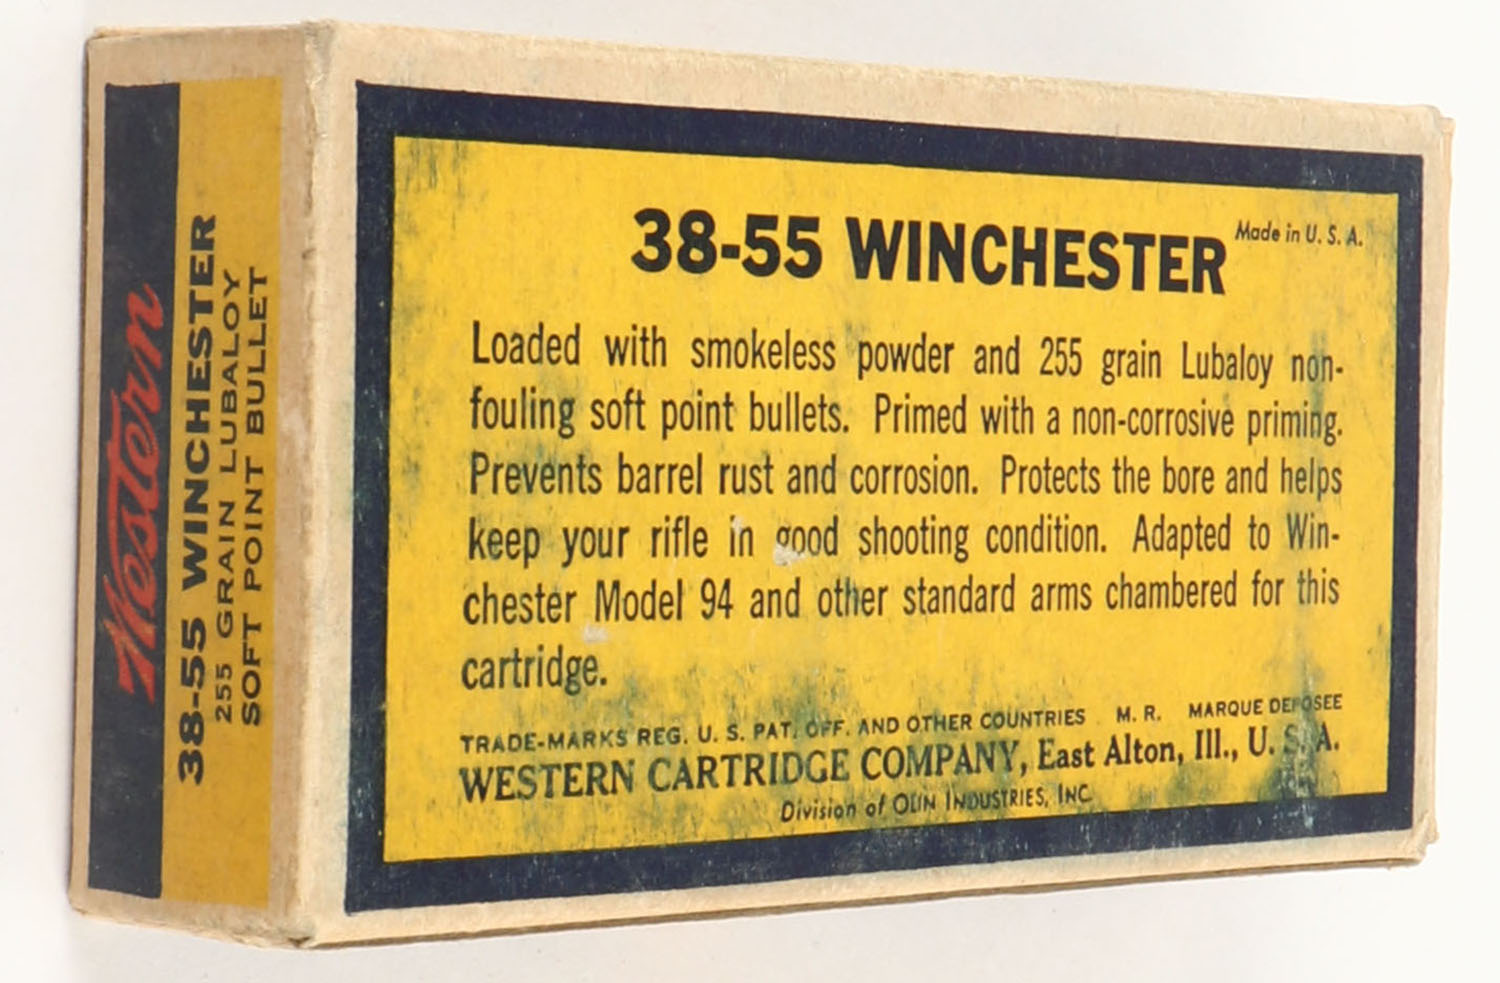 Western
38-55 WINCHESTER
255 GRAIN LUBALOY
SOFT POINT BULLET
38-55 WINCHESTER
Made in U. S. A.
Loaded with smokeless powder and 255 grain Lubaloy non-
fouling soft point bullets. Primed with a non-corrosive priming.
Prevents barrel rust and corrosion. Protects the bore and helps
keep your rifle in good shooting condition. Adapted to Win-
chester Model 94 and other standard arms chambered for this
cartridge.
TRADE-MARKS REG. U. S. PAT. OFF. AND OTHER COUNTRIES M. R. MARQUE DEPOSEE
WESTERN CARTRIDGE COMPANY, East Alton, Ill., U. S. A.
Division of OLIN INDUSTRIES, INC.